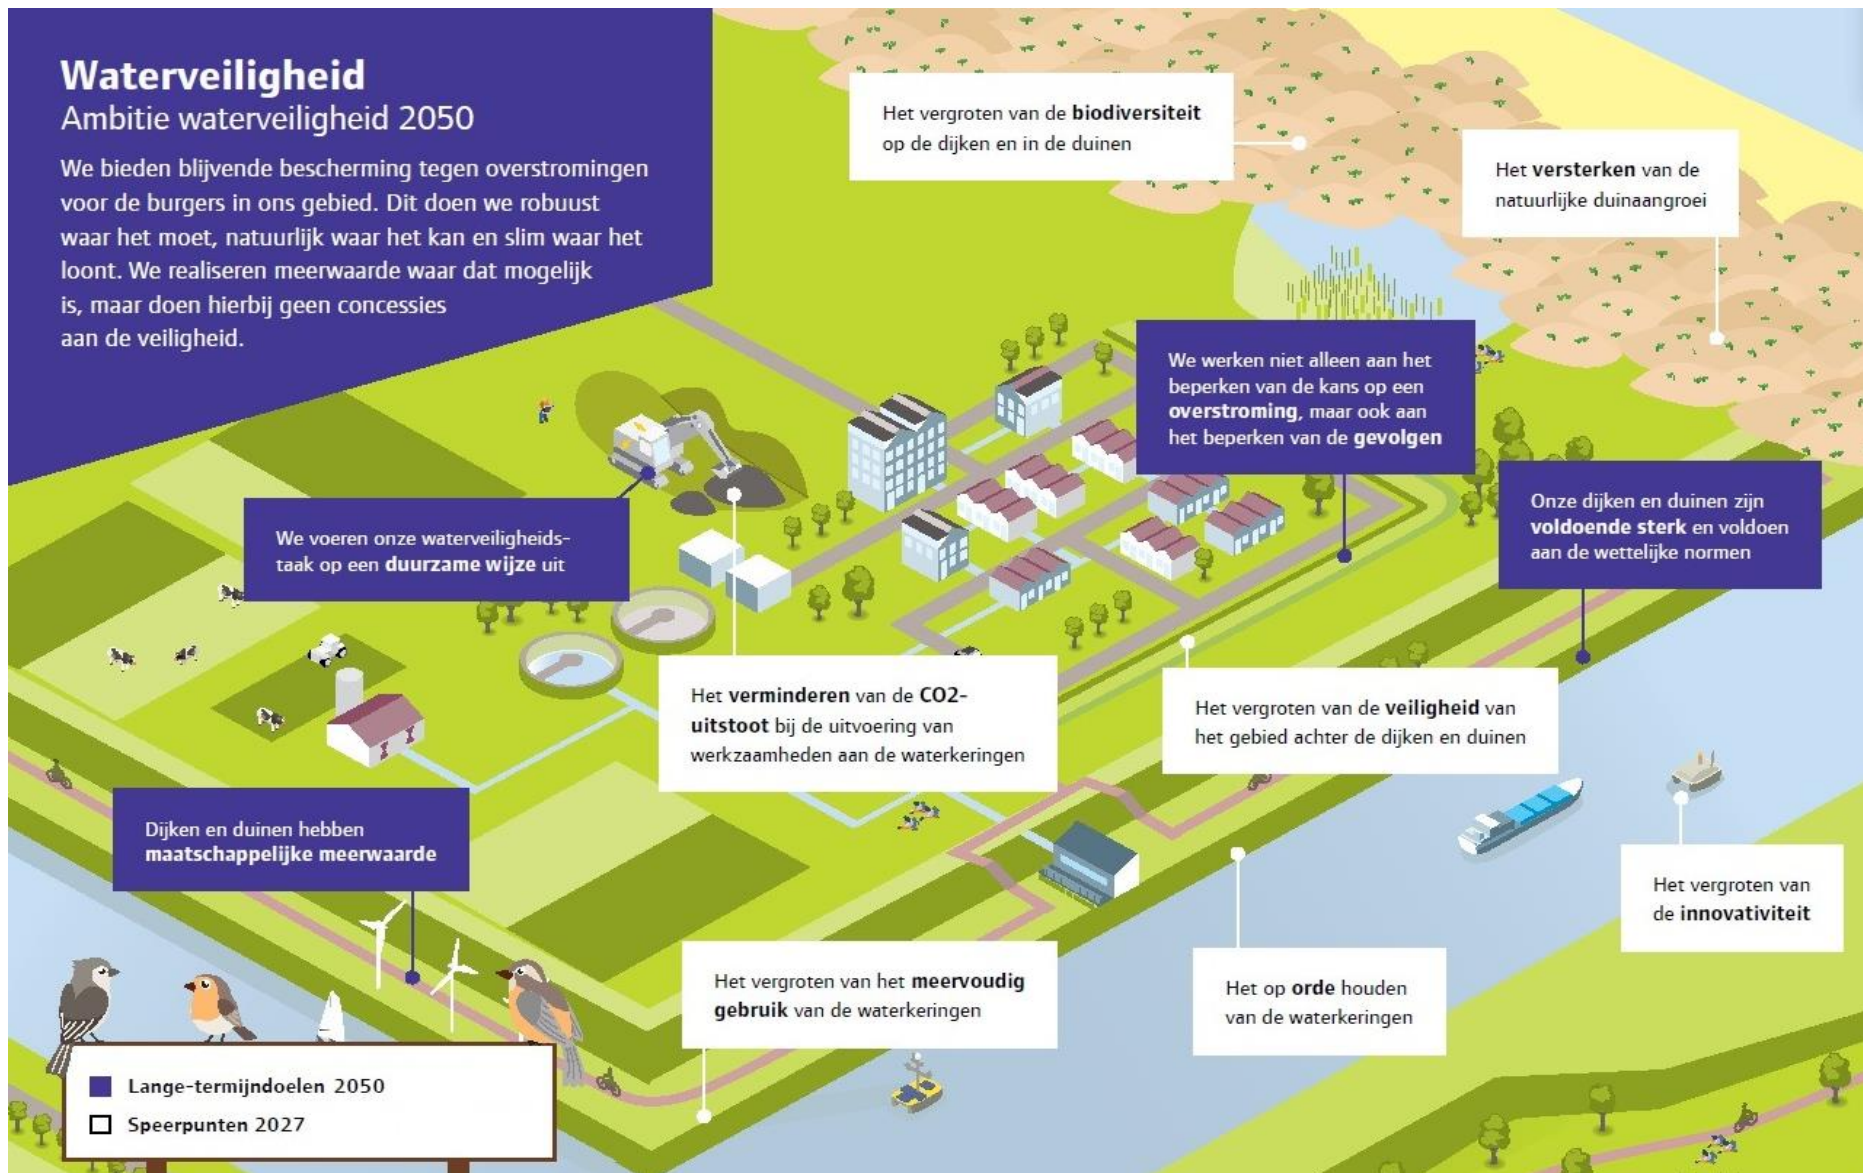 Waterveiligheid
Ambitie waterveiligheid 2050
We bieden blijvende bescherming tegen overstromingen
voor de burgers in ons gebied. Dit doen we robuust
waar het moet, natuurlijk waar het kan en slim waar het
loont. We realiseren meerwaarde waar dat mogelijk
is, maar doen hierbij geen concessies
aan de veiligheid.
Het vergroten van de biodiversiteit
op de dijken en in de duinen
Het versterken van de
natuurlijke duinaangroei
We werken niet alleen aan het
beperken van de kans op een
overstroming, maar ook aan
het beperken van de gevolgen
Onze dijken en duinen zijn
voldoende sterk en voldoen
aan de wettelijke normen
We voeren onze waterveiligheids-
taak op een duurzame wijze uit
Het verminderen van de CO2-
uitstoot bij de uitvoering van
werkzaamheden aan de waterkeringen
Het vergroten van de veiligheid van
het gebied achter de dijken en duinen
Dijken en duinen hebben
maatschappelijke meerwaarde
Het vergroten van
de innovativiteit
Het vergroten van het meervoudig
gebruik van de waterkeringen
Het op orde houden
van de waterkeringen
Lange-termijndoelen 2050
Speerpunten 2027